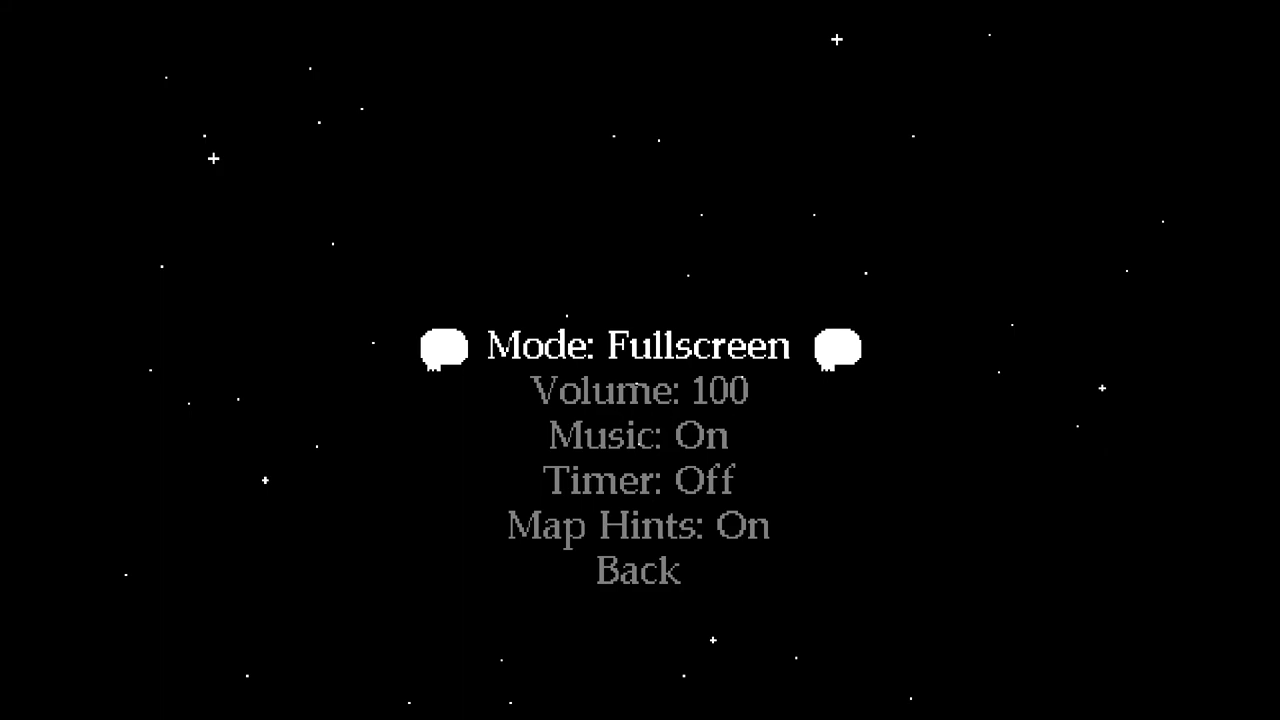 Mode: Fullscreen
Volume: 100
Music: On
Timer: Off
Map Hints: On
Back